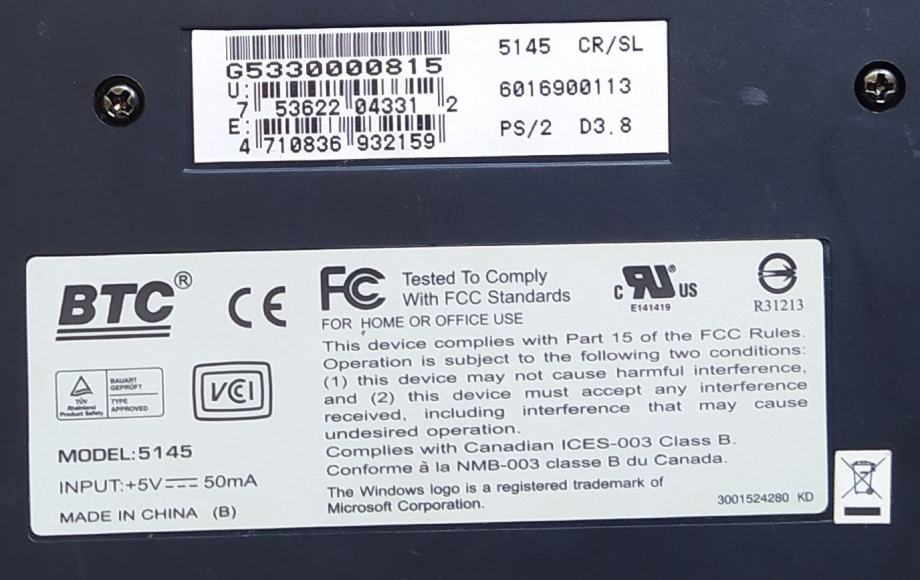 G5330000815
5145 CR/SL
U:
7 53622 04331 2
6016900113
E:
4 710836 932159
PS/2 D3.8
BTC®
CE
FC Tested To Comply
With FCC Standards
FOR HOME OR OFFICE USE
c RU US
E141419
R31213
This device complies with Part 15 of the FCC Rules.
Operation is subject to the following two conditions:
(1) this device may not cause harmful interference,
and (2) this device must accept any interference
received, including interference that may cause
undesired operation.
Complies with Canadian ICES-003 Class B.
Conforme à la NMB-003 classe B du Canada.
The Windows logo is a registered trademark of
Microsoft Corporation.
3001524280 KD
TÜV
Rheinland
Product Safety
BAUART
GEPRÜFT
TYPE
APPROVED
VCI
MODEL:5145
INPUT:+5V 50mA
MADE IN CHINA (B)